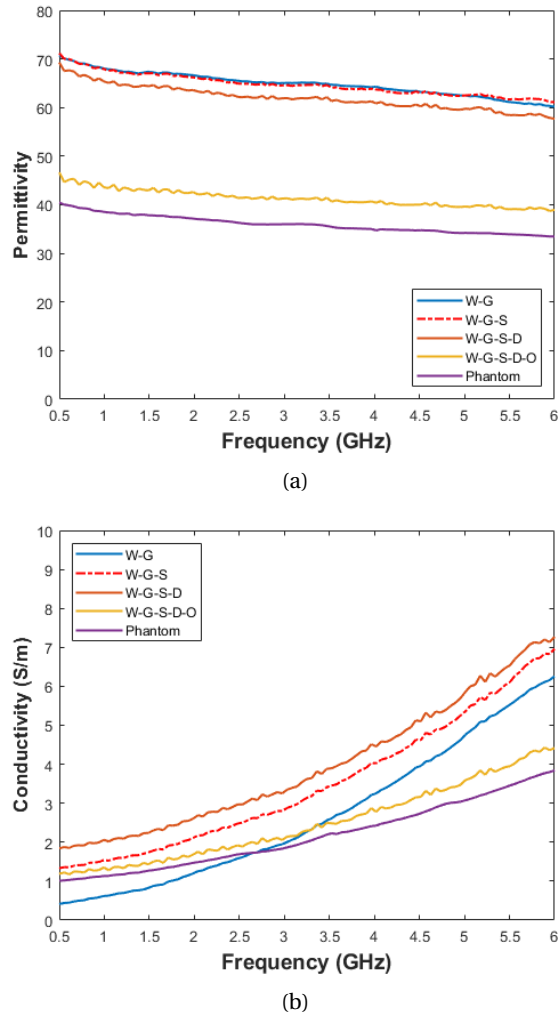 80
70
60
50
40
30
20
10
0
Permittivity
W-G
W-G-S
W-G-S-D
W-G-S-D-O
Phantom
0.5 1 1.5 2 2.5 3 3.5 4 4.5 5 5.5 6
Frequency (GHz)
(a)
10
9
8
7
6
5
4
3
2
1
0
Conductivity (S/m)
W-G
W-G-S
W-G-S-D
W-G-S-D-O
Phantom
0.5 1 1.5 2 2.5 3 3.5 4 4.5 5 5.5 6
Frequency (GHz)
(b)